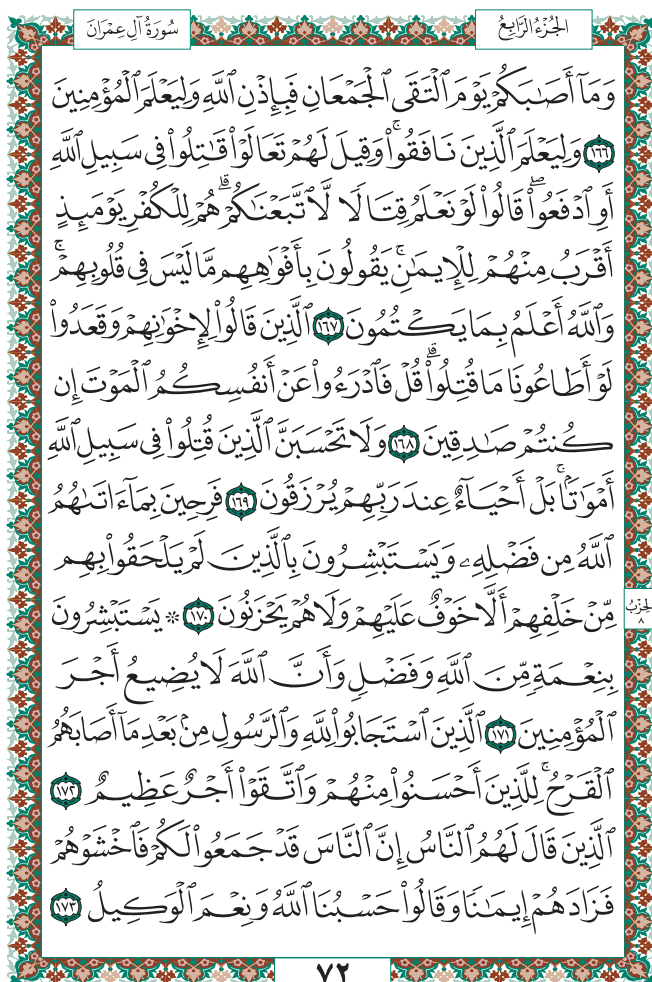 الجُزْءُ الرَّابِعُ
سُورَةُ آلِ عِمْرَانَ
وَمَآ أَصَٰبَكُمْ يَوْمَ ٱلْتَقَى ٱلْجَمْعَانِ فَبِإِذْنِ ٱللَّهِ وَلِيَعْلَمَ ٱلْمُؤْمِنِينَ
١٦٦ وَلِيَعْلَمَ ٱلَّذِينَ نَافَقُوا۟ۚ وَقِيلَ لَهُمْ تَعَالَوْا۟ قَٰتِلُوا۟ فِى سَبِيلِ ٱللَّهِ
أَوِ ٱدْفَعُوا۟ۖ قَالُوا۟ لَوْ نَعْلَمُ قِتَالًا لَّٱتَّبَعْنَٰكُمْۗ هُمْ لِلْكُفْرِ يَوْمَئِذٍ
أَقْرَبُ مِنْهُمْ لِلْإِيمَٰنِۚ يَقُولُونَ بِأَفْوَٰهِهِم مَّا لَيْسَ فِى قُلُوبِهِمْۚ
وَٱللَّهُ أَعْلَمُ بِمَا يَكْتُمُونَ ١٦٧ ٱلَّذِينَ قَالُوا۟ لِإِخْوَٰنِهِمْ وَقَعَدُوا۟
لَوْ أَطَاعُونَا مَا قُتِلُوا۟ۗ قُلْ فَٱدْرَءُوا۟ عَنْ أَنفُسِكُمُ ٱلْمَوْتَ إِن
كُنتُمْ صَٰدِقِينَ ١٦٨ وَلَا تَحْسَبَنَّ ٱلَّذِينَ قُتِلُوا۟ فِى سَبِيلِ ٱللَّهِ
أَمْوَٰتًۢاۚ بَلْ أَحْيَآءٌ عِندَ رَبِّهِمْ يُرْزَقُونَ ١٦٩ فَرِحِينَ بِمَآ ءَاتَىٰهُمُ
ٱللَّهُ مِن فَضْلِهِۦ وَيَسْتَبْشِرُونَ بِٱلَّذِينَ لَمْ يَلْحَقُوا۟ بِهِم
مِّنْ خَلْفِهِمْ أَلَّا خَوْفٌ عَلَيْهِمْ وَلَا هُمْ يَحْزَنُونَ ١٧٠ ۞ يَسْتَبْشِرُونَ
الحِزْبُ
٨
بِنِعْمَةٍ مِّنَ ٱللَّهِ وَفَضْلٍ وَأَنَّ ٱللَّهَ لَا يُضِيعُ أَجْرَ
ٱلْمُؤْمِنِينَ ١٧١ ٱلَّذِينَ ٱسْتَجَابُوا۟ لِلَّهِ وَٱلرَّسُولِ مِنۢ بَعْدِ مَآ أَصَابَهُمُ
ٱلْقَرْحُۚ لِلَّذِينَ أَحْسَنُوا۟ مِنْهُمْ وَٱتَّقَوْا۟ أَجْرٌ عَظِيمٌ ١٧٢
ٱلَّذِينَ قَالَ لَهُمُ ٱلنَّاسُ إِنَّ ٱلنَّاسَ قَدْ جَمَعُوا۟ لَكُمْ فَٱخْشَوْهُمْ
فَزَادَهُمْ إِيمَٰنًا وَقَالُوا۟ حَسْبُنَا ٱللَّهُ وَنِعْمَ ٱلْوَكِيلُ ١٧٣
٧٢